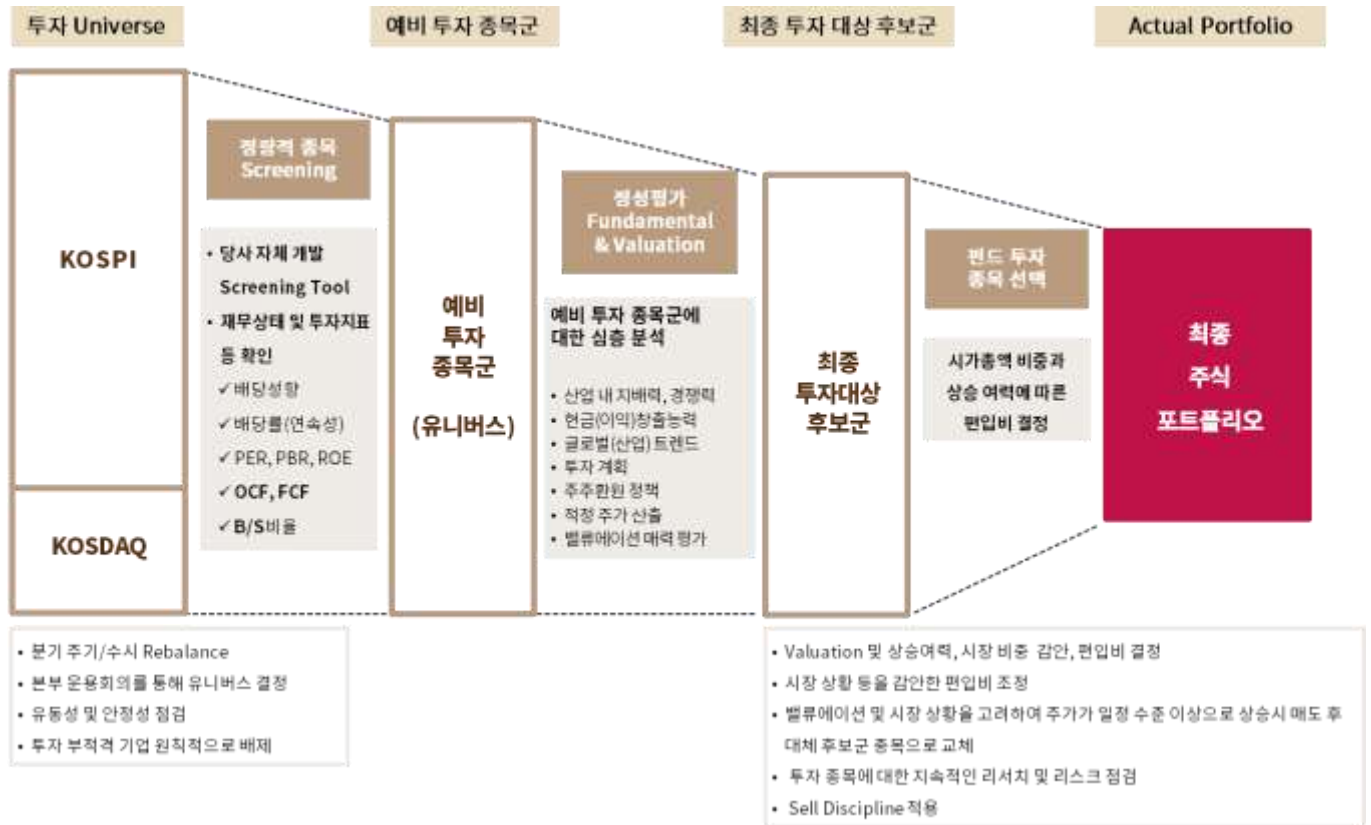 투자 Universe
예비 투자 종목군
최종 투자 대상 후보군
Actual Portfolio
KOSPI
KOSDAQ
정량적 종목
Screening
• 당사 자체 개발
Screening Tool
• 재무상태 및 투자지표
등 확인
✓배당성향
✓배당률(연속성)
✓PER, PBR, ROE
✓OCF, FCF
✓B/S비율
예비
투자
종목군
(유니버스)
정성평가
Fundamental
& Valuation
예비 투자 종목군에
대한 심층 분석
• 산업 내 지배력, 경쟁력
• 현금(이익)창출능력
• 글로벌(산업) 트렌드
• 투자 계획
• 주주환원 정책
• 적정 주가 산출
• 밸류에이션 매력 평가
최종
투자대상
후보군
펀드 투자
종목 선택
시가총액 비중과
상승 여력에 따른
편입비 결정
최종
주식
포트폴리오
• 분기 주기/수시 Rebalance
• 본부 운용회의를 통해 유니버스 결정
• 유동성 및 안정성 점검
• 투자 부적격 기업 원칙적으로 배제
• Valuation 및 상승여력, 시장 비중 감안, 편입비 결정
• 시장 상황 등을 감안한 편입비 조정
• 밸류에이션 및 시장 상황을 고려하여 주가가 일정 수준 이상으로 상승시 매도 후
대체 후보군 종목으로 교체
• 투자 종목에 대한 지속적인 리서치 및 리스크 점검
• Sell Discipline 적용